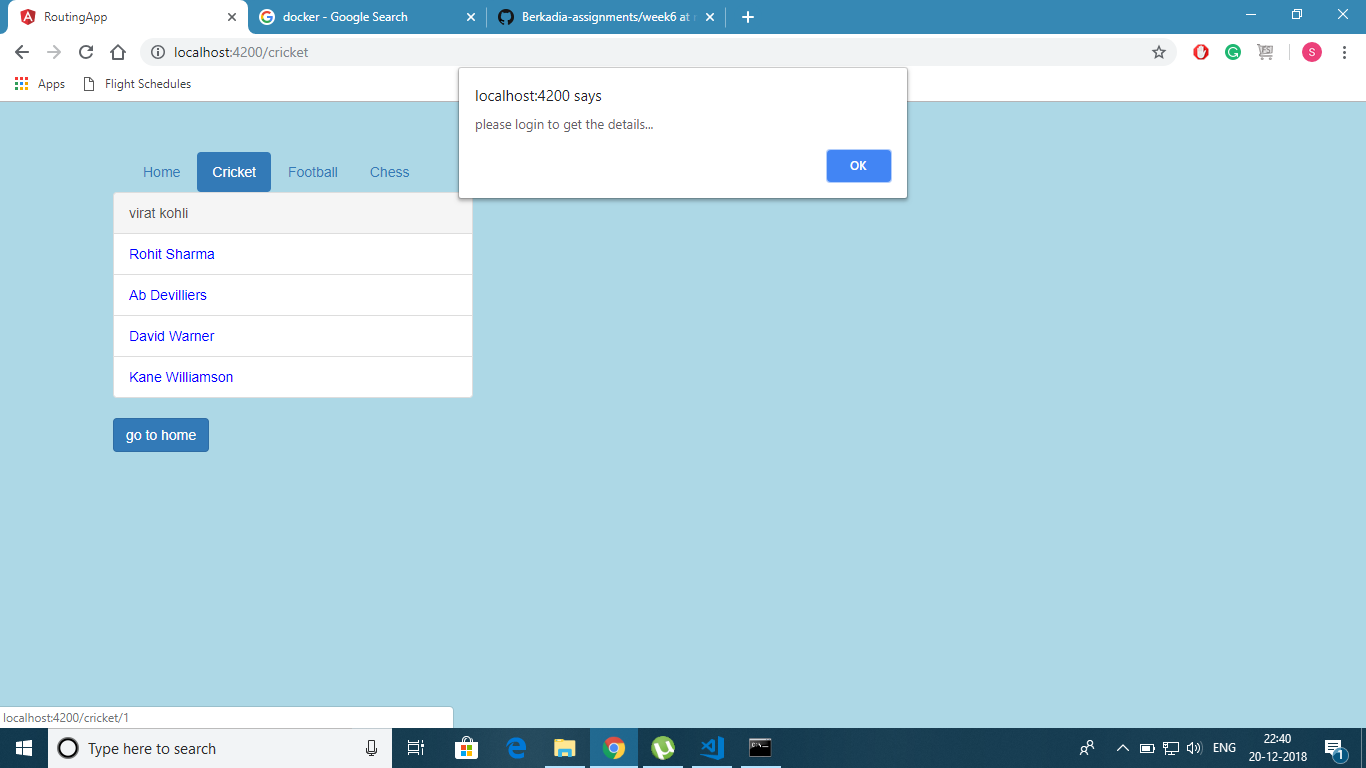 RoutingApp
docker - Google Search
Berkadia-assignments/week6 at
localhost:4200/cricket
S
Apps
Flight Schedules
localhost:4200 says
please login to get the details...
OK
Home
Cricket
Football
Chess
virat kohli
Rohit Sharma
Ab Devilliers
David Warner
Kane Williamson
go to home
localhost:4200/cricket/1
Type here to search
ENG
22:40
20-12-2018
1